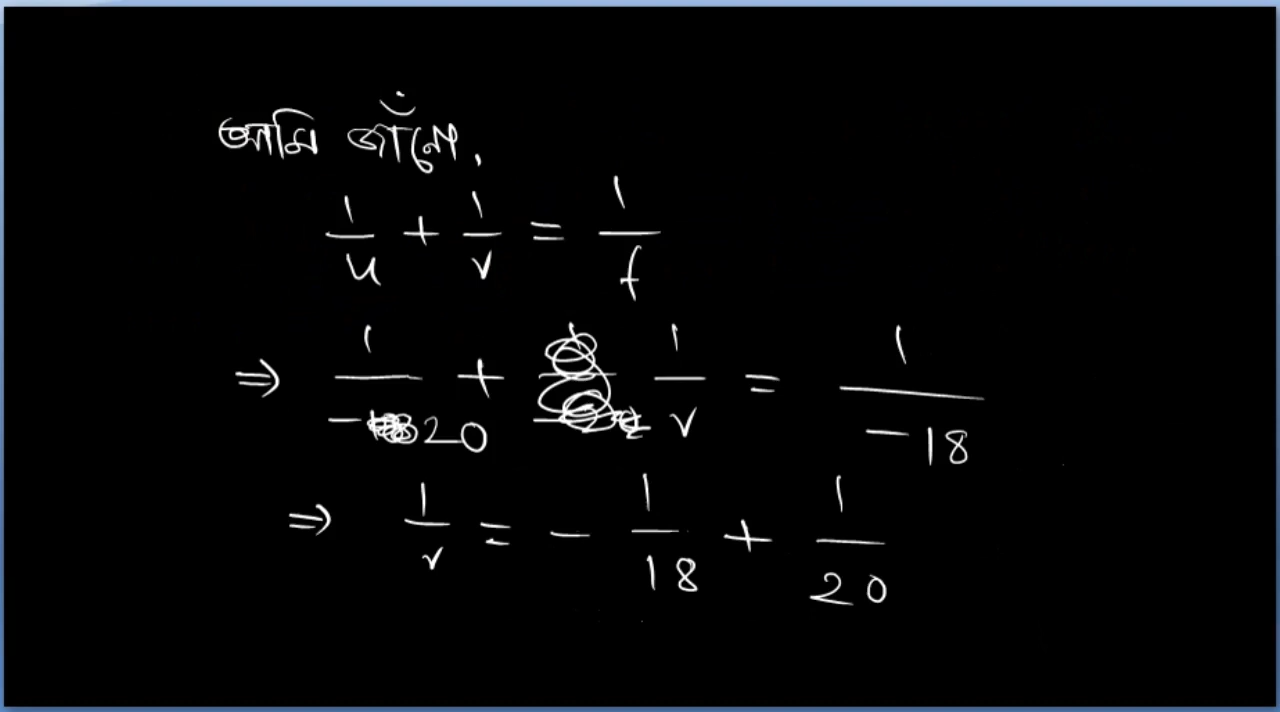 আমি জাঁনো,
1/u + 1/v = 1/f
⇒ 1/-20 + 1/v = 1/-18
⇒ 1/v = - 1/18 + 1/20